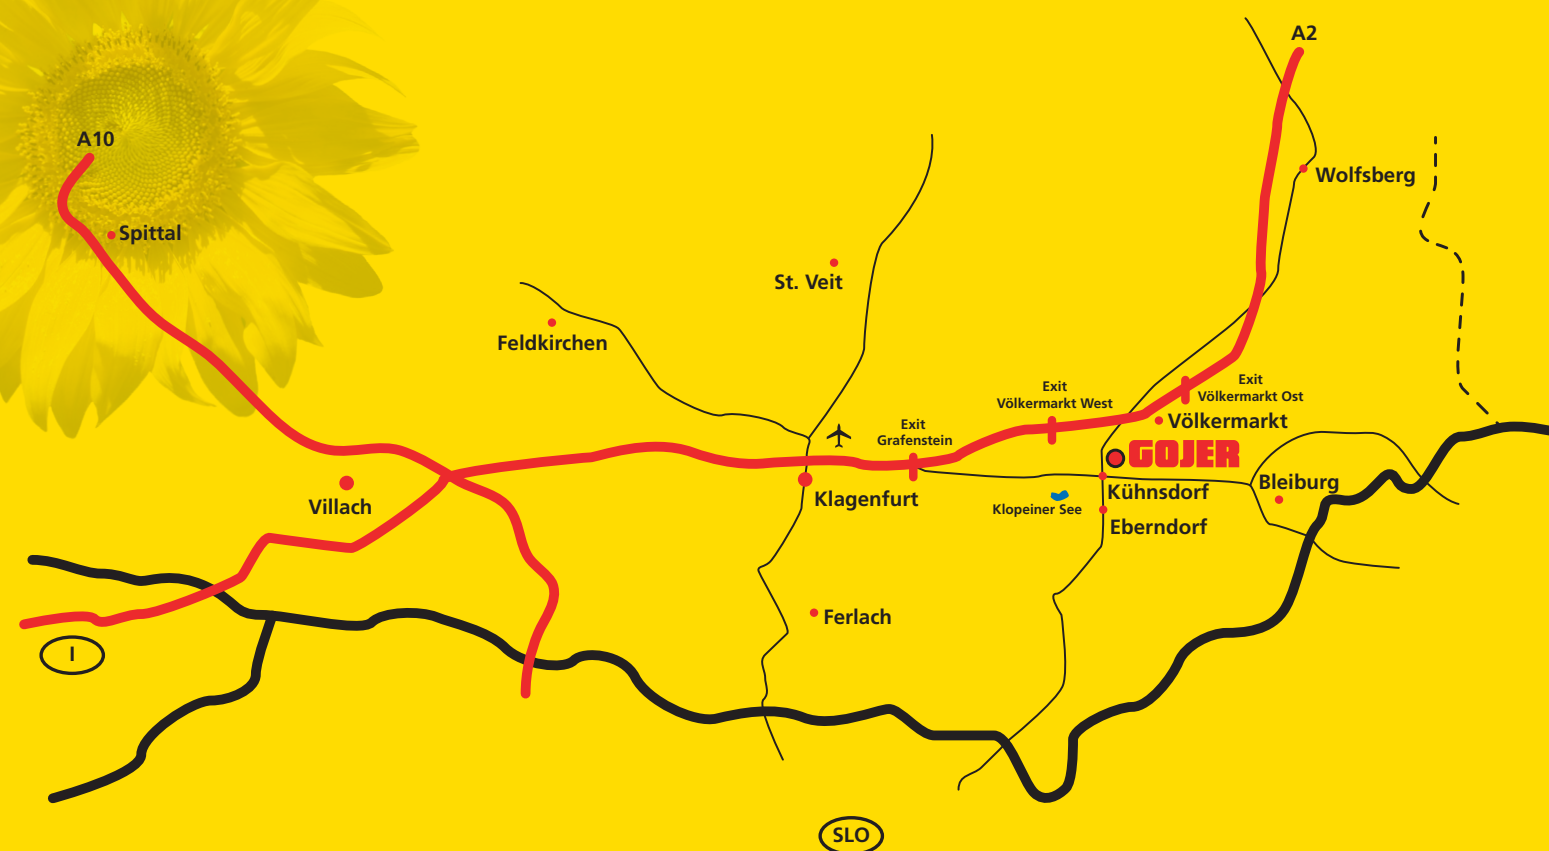 A2
A10
Wolfsberg
Spittal
St. Veit
Feldkirchen
Exit
Völkermarkt West
Exit
Völkermarkt Ost
Exit
Grafenstein
Völkermarkt
GOJER
Villach
Klagenfurt
Kühnsdorf
Bleiburg
Klopeiner See
Eberndorf
Ferlach
I
SLO